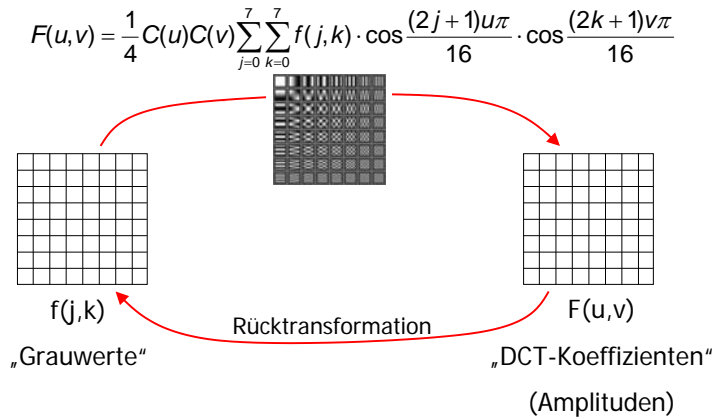 F(u,v) = 1/4 C(u)C(v) ∑_{j=0}^{7} ∑_{k=0}^{7} f(j,k) · cos (2j+1)uπ/16 · cos (2k+1)vπ/16
f(j,k)
F(u,v)
Rücktransformation
„Grauwerte“
„DCT-Koeffizienten“
(Amplituden)